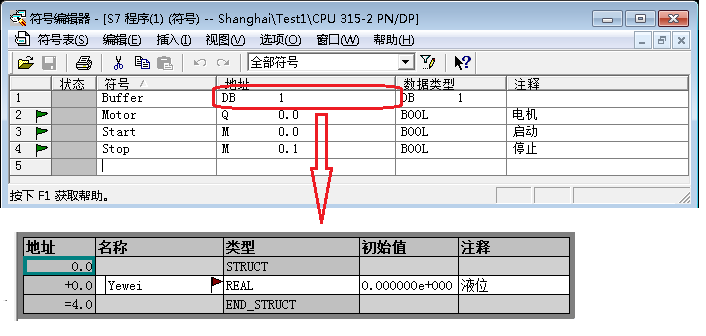 符号编辑器 - [S7 程序(1) (符号) -- Shanghai\Test1\CPU 315-2 PN/DP]
符号表(S) 编辑(E) 插入(I) 视图(V) 选项(O) 窗口(W) 帮助(H)
全部符号
状态 符号 地址 数据类型 注释
1 Buffer DB 1 DB 1
2 Motor Q 0.0 BOOL 电机
3 Start M 0.0 BOOL 启动
4 Stop M 0.1 BOOL 停止
5
按下 F1 获取帮助。
地址 名称 类型 初始值 注释
0.0 STRUCT
+0.0 Yewei REAL 0.000000e+000 液位
=4.0 END_STRUCT